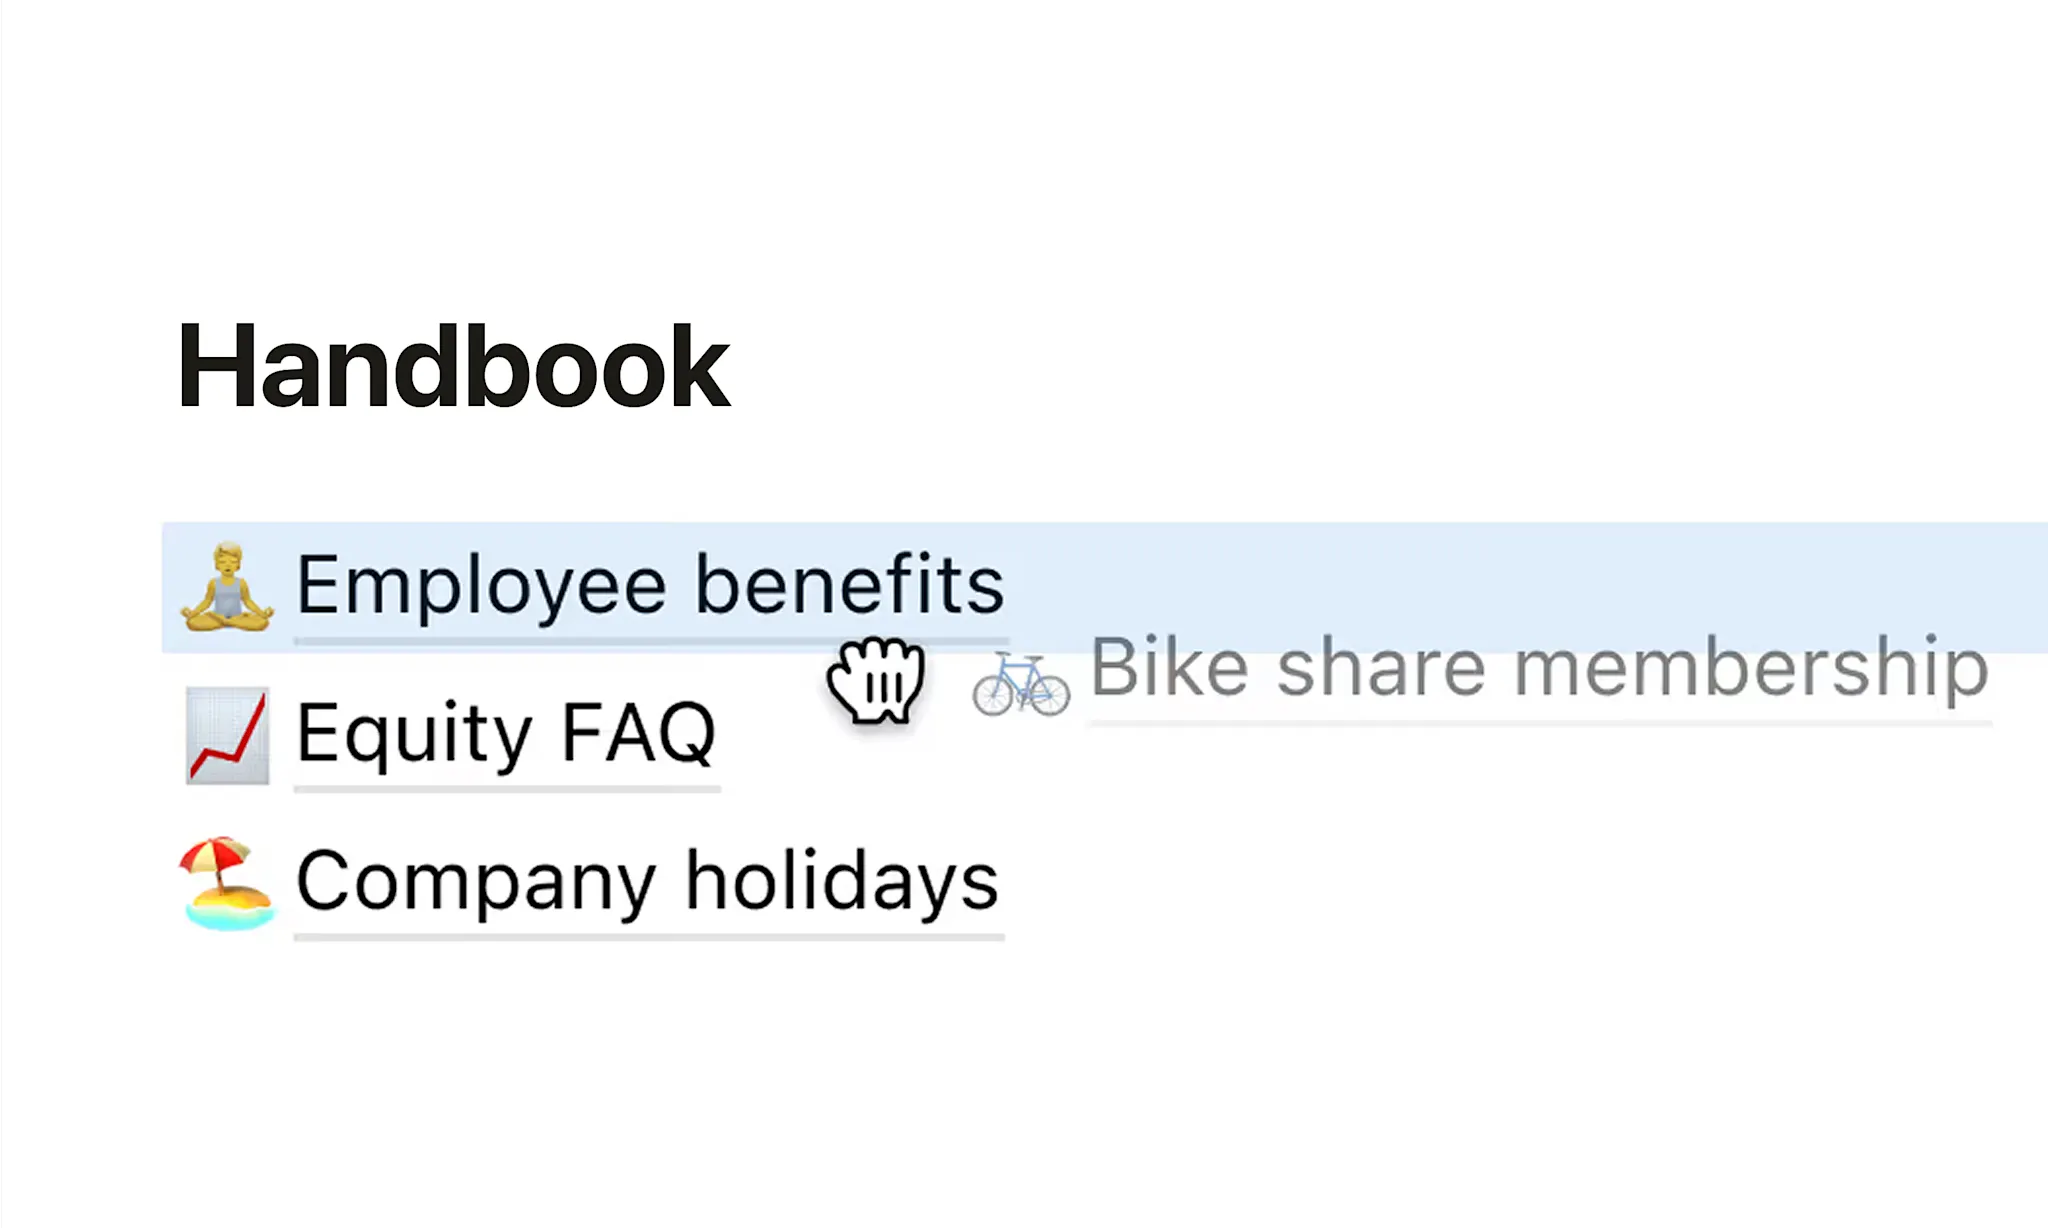 Handbook
Employee benefits
Bike share membership
Equity FAQ
Company holidays